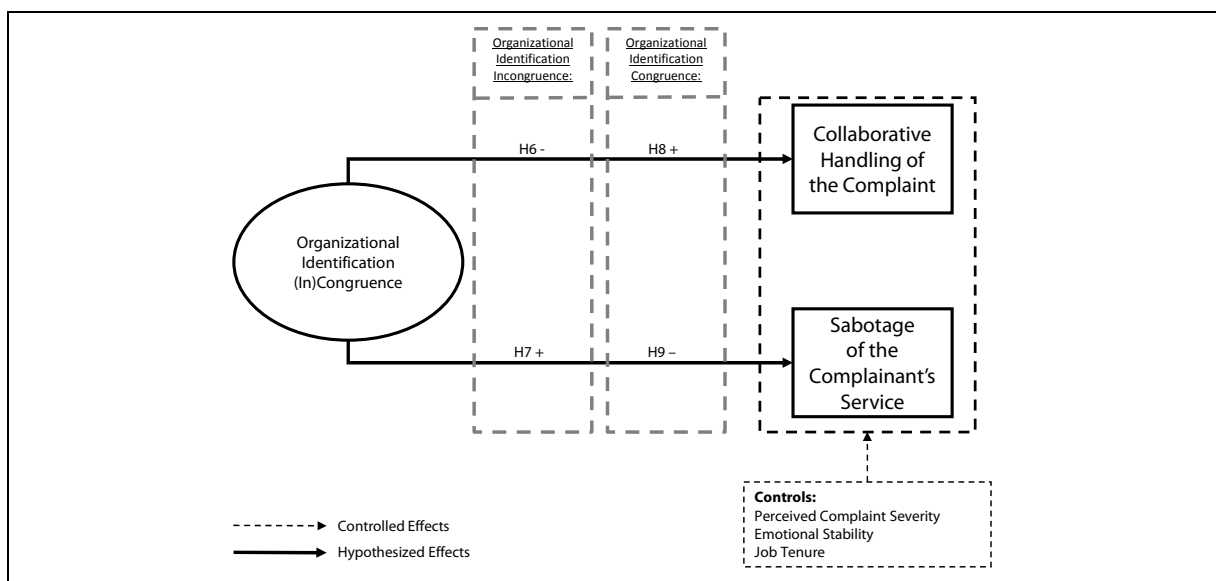 Organizational
Identification
Incongruence:
Organizational
Identification
Congruence:
H6 -
H8 +
Collaborative
Handling of
the Complaint
Organizational
Identification
(In)Congruence
H7 +
H9 –
Sabotage
of the
Complainant's
Service
Controls:
Perceived Complaint Severity
Emotional Stability
Job Tenure
Controlled Effects
Hypothesized Effects